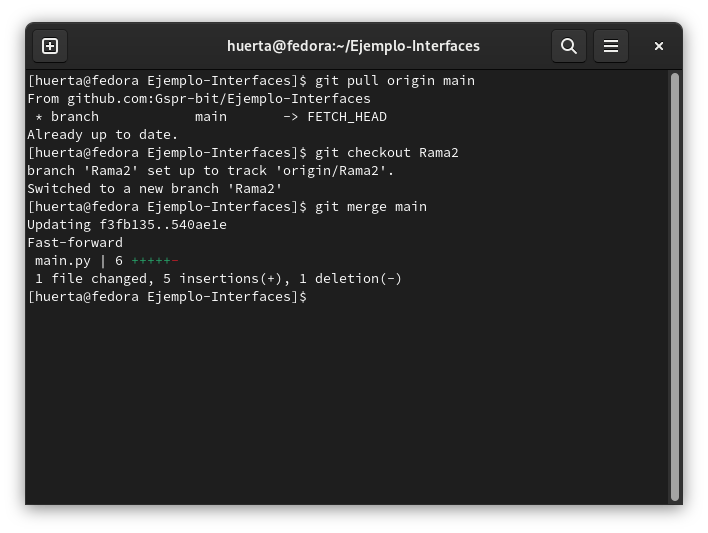 huerta@fedora:~/Ejemplo-Interfaces
[huerta@fedora Ejemplo-Interfaces]$ git pull origin main
From github.com:Gspr-bit/Ejemplo-Interfaces
 * branch            main       -> FETCH_HEAD
Already up to date.
[huerta@fedora Ejemplo-Interfaces]$ git checkout Rama2
branch 'Rama2' set up to track 'origin/Rama2'.
Switched to a new branch 'Rama2'
[huerta@fedora Ejemplo-Interfaces]$ git merge main
Updating f3fb135..540ae1e
Fast-forward
 main.py | 6 +++++-
 1 file changed, 5 insertions(+), 1 deletion(-)
[huerta@fedora Ejemplo-Interfaces]$